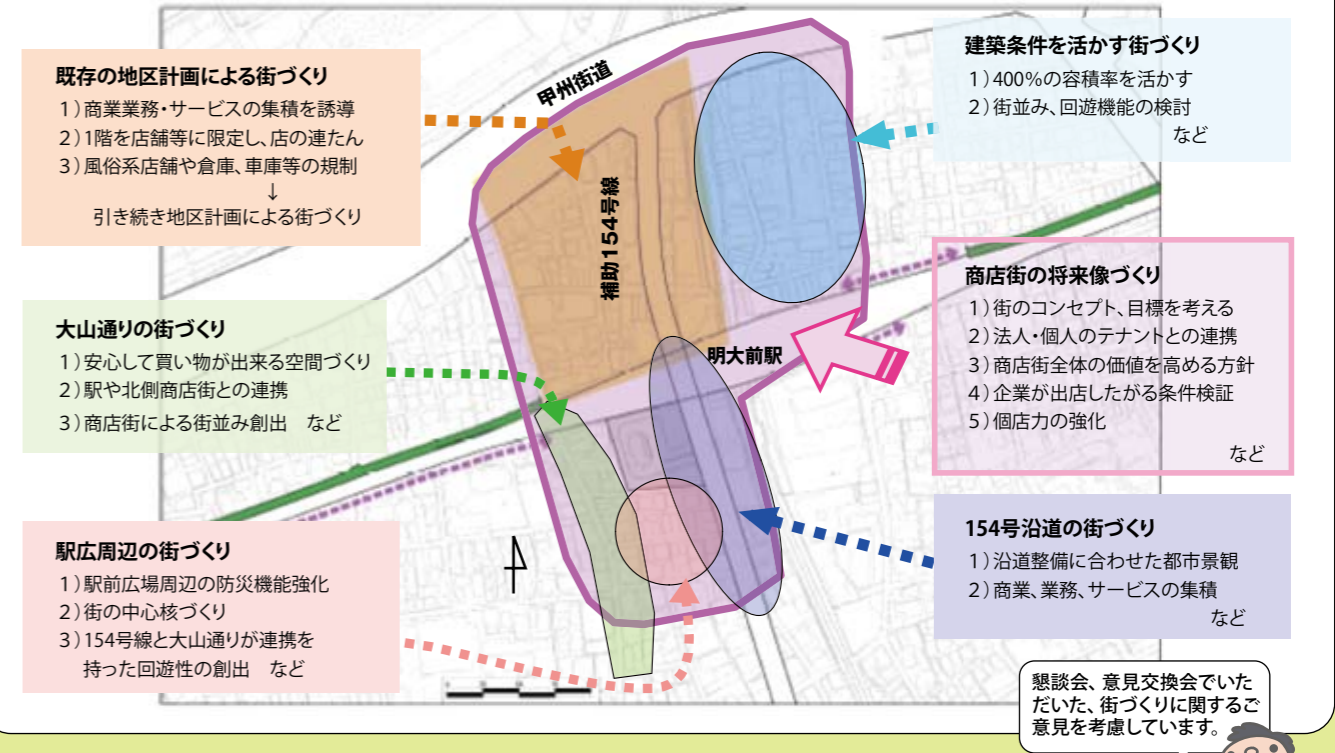 既存の地区計画による街づくり
1）商業業務・サービスの集積を誘導
2）1階を店舗等に限定し、店の連たん
3）風俗系店舗や倉庫、車庫等の規制
↓
引き続き地区計画による街づくり
大山通りの街づくり
1）安心して買い物が出来る空間づくり
2）駅や北側商店街との連携
3）商店街による街並み創出　など
駅広周辺の街づくり
1）駅前広場周辺の防災機能強化
2）街の中心核づくり
3）154号線と大山通りが連携を
持った回遊性の創出　など
甲州街道
補助154号線
明大前駅
建築条件を活かす街づくり
1）400％の容積率を活かす
2）街並み、回遊機能の検討
など
商店街の将来像づくり
1）街のコンセプト、目標を考える
2）法人・個人のテナントとの連携
3）商店街全体の価値を高める方針
4）企業が出店したがる条件検証
5）個店力の強化
など
154号沿道の街づくり
1）沿道整備に合わせた都市景観
2）商業、業務、サービスの集積
など
懇談会、意見交換会でいた
だいた、街づくりに関するご
意見を考慮しています。